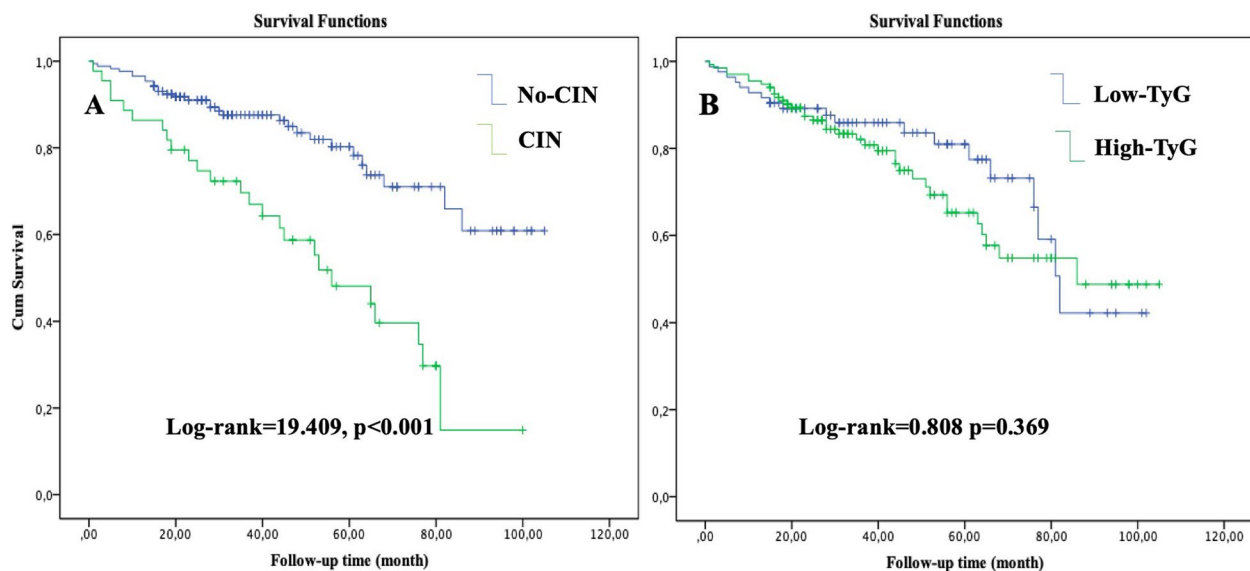 Survival Functions
A
No-CIN
CIN
Log-rank=19.409, p<0.001
Cum Survival
1,0
0,8
0,6
0,4
0,2
0,0
,00 20,00 40,00 60,00 80,00 100,00 120,00
Follow-up time (month)
Survival Functions
B
Low-TyG
High-TyG
Log-rank=0.808 p=0.369
1,0
0,8
0,6
0,4
0,2
0,0
,00 20,00 40,00 60,00 80,00 100,00 120,00
Follow-up time (month)